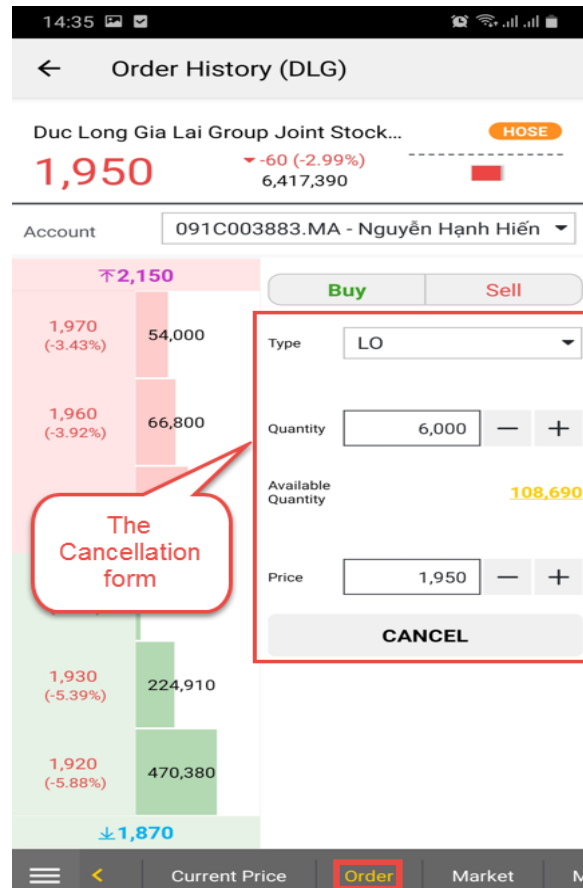 14:35
Order History (DLG)
Duc Long Gia Lai Group Joint Stock...
HOSE
1,950
-60 (-2.99%)
6,417,390
Account
091C003883.MA - Nguyễn Hạnh Hiến
2,150
Buy
Sell
1,970
(-3.43%)
54,000
Type
LO
1,960
(-3.92%)
66,800
Quantity
6,000
Available
Quantity
108,690
The
Cancellation
form
Price
1,950
CANCEL
1,930
(-5.39%)
224,910
1,920
(-5.88%)
470,380
1,870
Current Price
Order
Market
M